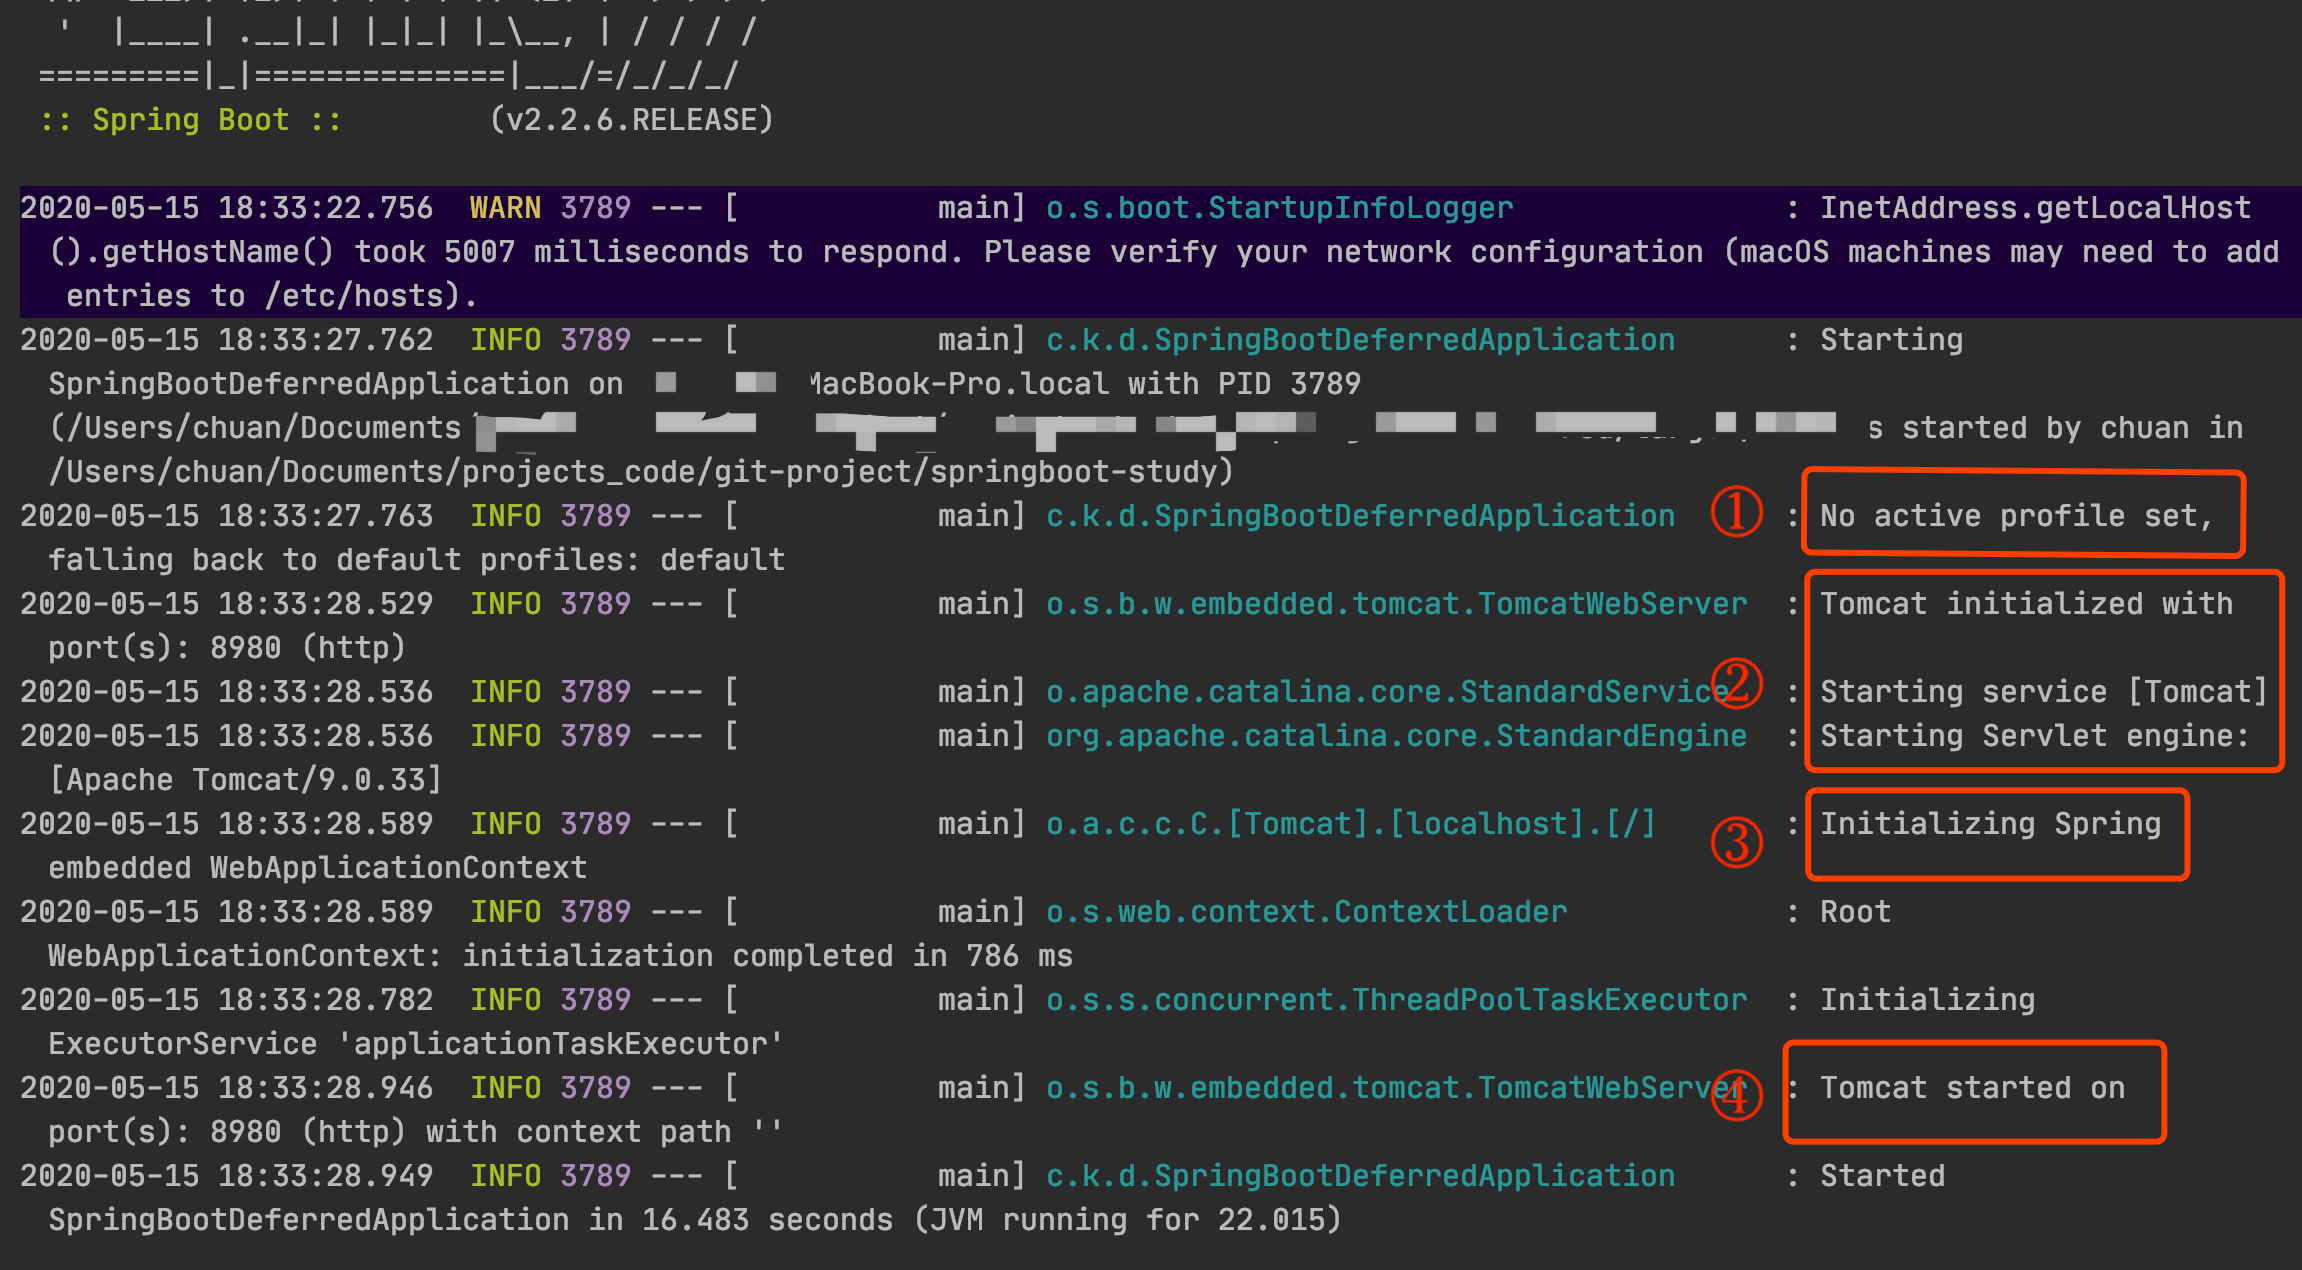 '  |____| .__|_| |_|_| |_\__, | / / / /
=========|_|==============|___/=/_/_/_/
:: Spring Boot ::        (v2.2.6.RELEASE)
2020-05-15 18:33:22.756  WARN 3789 --- [           main] o.s.boot.StartupInfoLogger               : InetAddress.getLocalHost
().getHostName() took 5007 milliseconds to respond. Please verify your network configuration (macOS machines may need to add
entries to /etc/hosts).
2020-05-15 18:33:27.762  INFO 3789 --- [           main] c.k.d.SpringBootDeferredApplication      : Starting
SpringBootDeferredApplication on MacBook-Pro.local with PID 3789
(/Users/chuan/Documents s started by chuan in
/Users/chuan/Documents/projects_code/git-project/springboot-study)
2020-05-15 18:33:27.763  INFO 3789 --- [           main] c.k.d.SpringBootDeferredApplication ① : No active profile set,
falling back to default profiles: default
2020-05-15 18:33:28.529  INFO 3789 --- [           main] o.s.b.w.embedded.tomcat.TomcatWebServer  : Tomcat initialized with
port(s): 8980 (http)
2020-05-15 18:33:28.536  INFO 3789 --- [           main] o.apache.catalina.core.StandardService ② : Starting service [Tomcat]
2020-05-15 18:33:28.536  INFO 3789 --- [           main] org.apache.catalina.core.StandardEngine  : Starting Servlet engine:
[Apache Tomcat/9.0.33]
2020-05-15 18:33:28.589  INFO 3789 --- [           main] o.a.c.c.C.[Tomcat].[localhost].[/] ③ : Initializing Spring
embedded WebApplicationContext
2020-05-15 18:33:28.589  INFO 3789 --- [           main] o.s.web.context.ContextLoader            : Root
WebApplicationContext: initialization completed in 786 ms
2020-05-15 18:33:28.782  INFO 3789 --- [           main] o.s.s.concurrent.ThreadPoolTaskExecutor  : Initializing
ExecutorService 'applicationTaskExecutor'
2020-05-15 18:33:28.946  INFO 3789 --- [           main] o.s.b.w.embedded.tomcat.TomcatWebServer ④ : Tomcat started on
port(s): 8980 (http) with context path ''
2020-05-15 18:33:28.949  INFO 3789 --- [           main] c.k.d.SpringBootDeferredApplication      : Started
SpringBootDeferredApplication in 16.483 seconds (JVM running for 22.015)